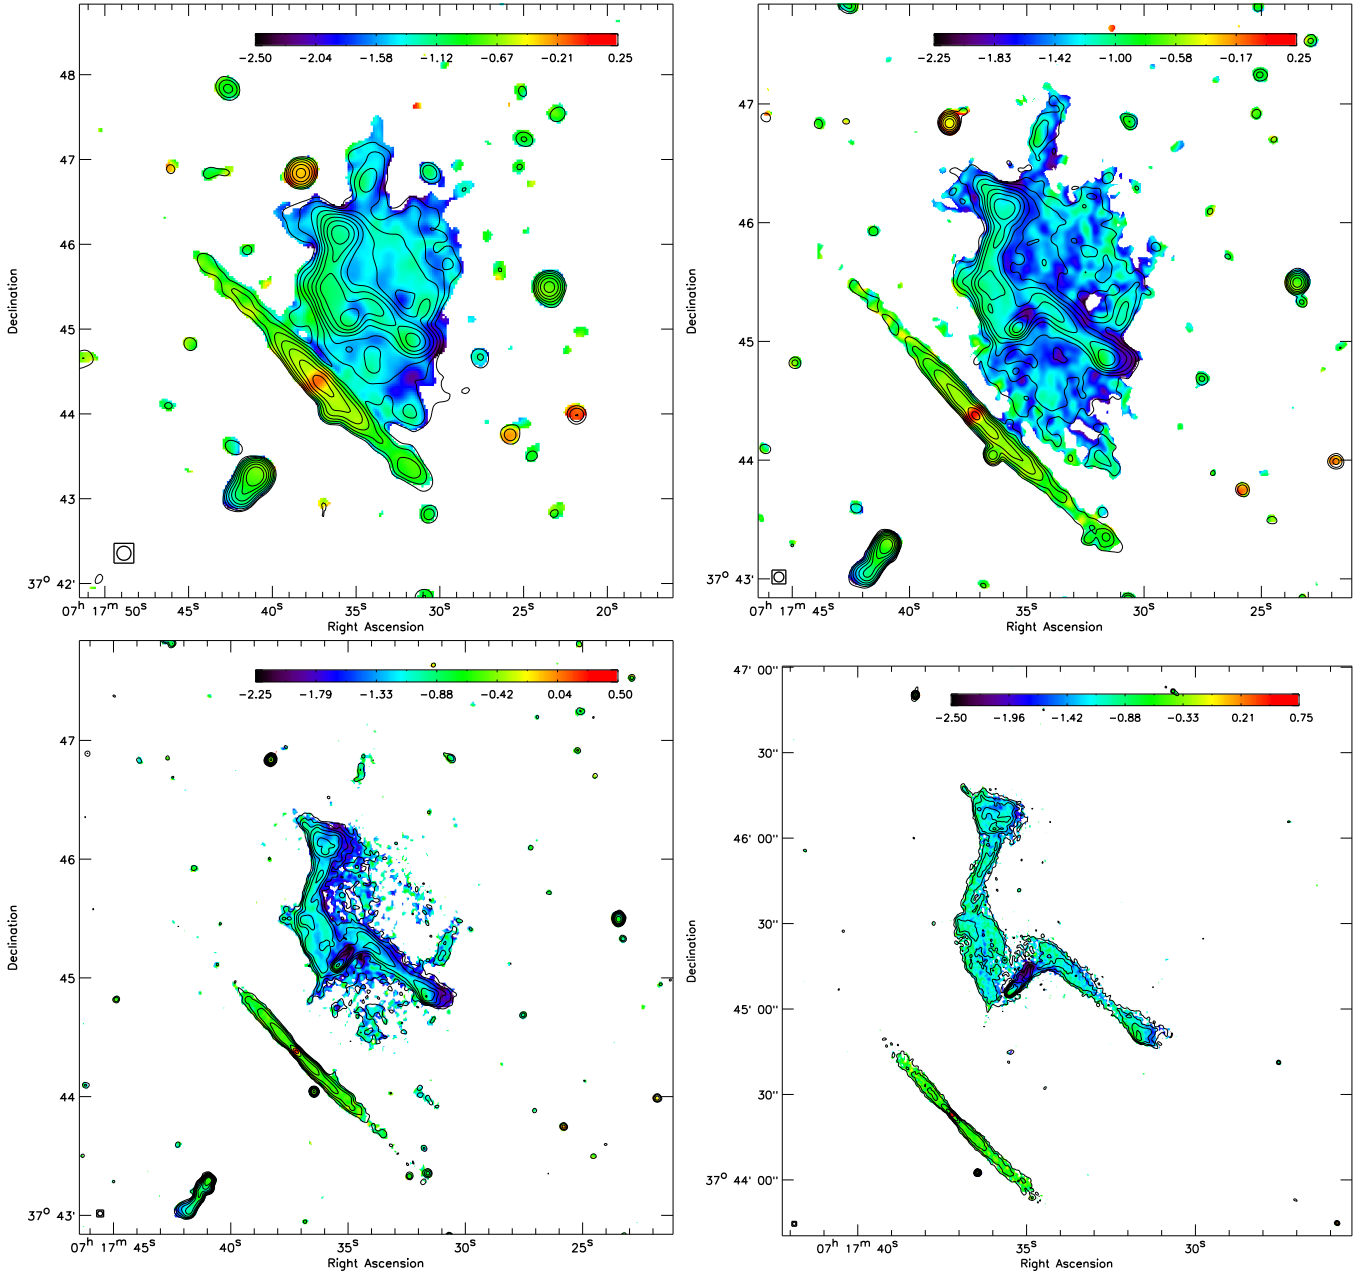 −2.50 −2.04 −1.58 −1.12 −0.67 −0.21 0.25
48
47
46
45
44
43
37° 42'
Declination
07ʰ 17ᵐ 50ˢ 45ˢ 40ˢ 35ˢ 30ˢ 25ˢ 20ˢ
Right Ascension
−2.25 −1.83 −1.42 −1.00 −0.58 −0.17 0.25
47
46
45
44
37° 43'
Declination
07ʰ 17ᵐ 45ˢ 40ˢ 35ˢ 30ˢ 25ˢ
Right Ascension
−2.25 −1.79 −1.33 −0.88 −0.42 0.04 0.50
47
46
45
44
37° 43'
Declination
07ʰ 17ᵐ 45ˢ 40ˢ 35ˢ 30ˢ 25ˢ
Right Ascension
−2.50 −1.96 −1.42 −0.88 −0.33 0.21 0.75
47' 00''
30''
46' 00''
30''
45' 00''
30''
37° 44' 00''
Declination
07ʰ 17ᵐ 40ˢ 35ˢ 30ˢ
Right Ascension